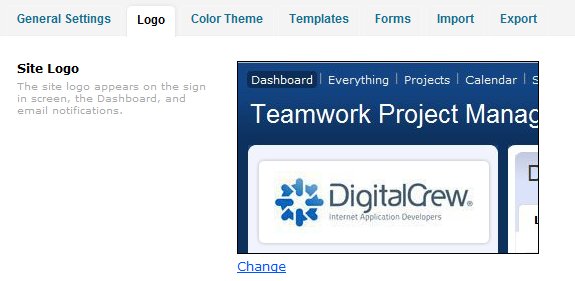 General Settings Logo Color Theme Templates Forms Import Export
Site Logo
The site logo appears on the sign
in screen, the Dashboard, and
email notifications.
Dashboard Everything Projects Calendar S
Teamwork Project Manag
DigitalCrew®
Internet Application Developers
D
L
Change